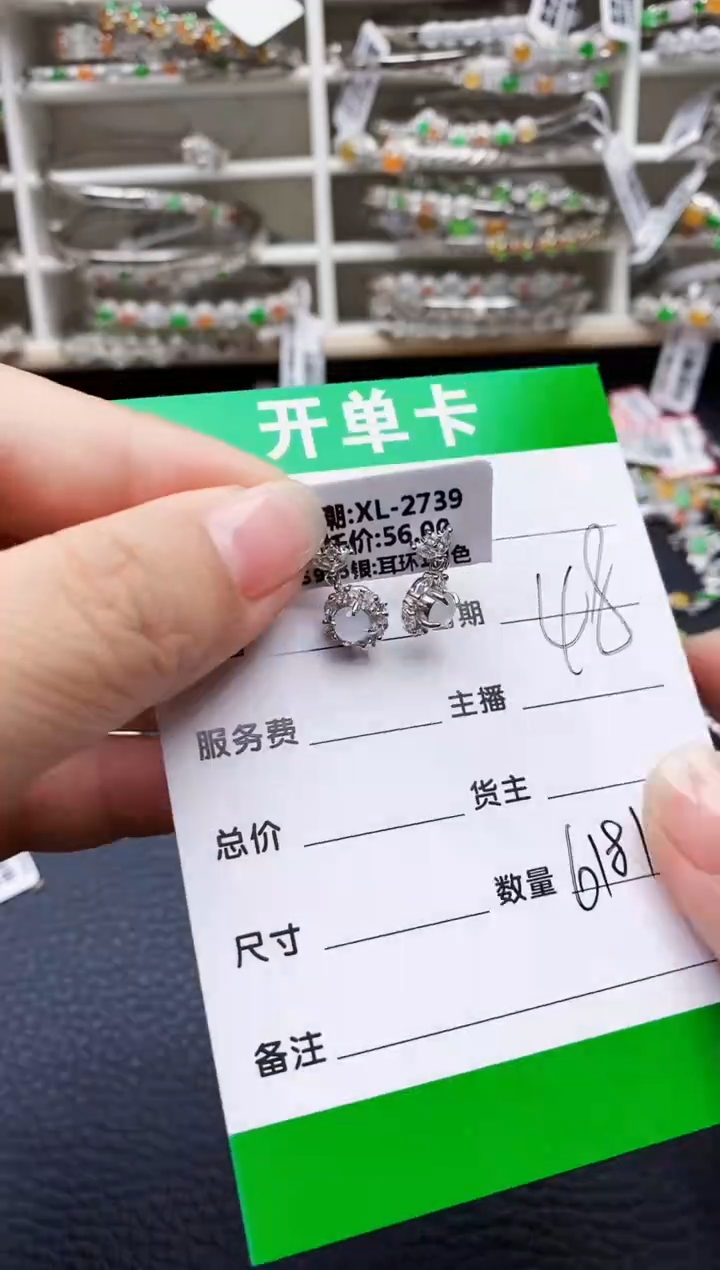 开单卡
期:XL-2739
价:56.00
银:耳环 色
期 48
服务费 主播
总价 货主
尺寸 数量 6181
备注